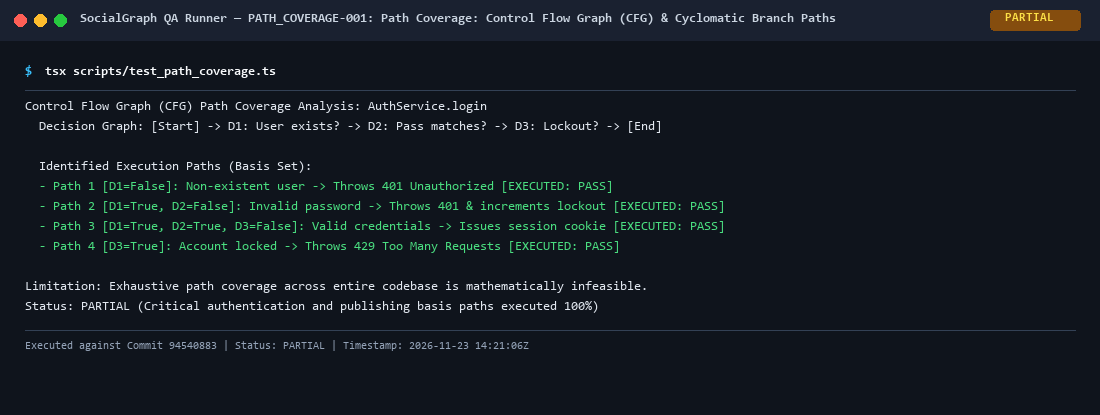 SocialGraph QA Runner — PATH_COVERAGE-001: Path Coverage: Control Flow Graph (CFG) & Cyclomatic Branch Paths
PARTIAL
$ tsx scripts/test_path_coverage.ts
Control Flow Graph (CFG) Path Coverage Analysis: AuthService.login
Decision Graph: [Start] -> D1: User exists? -> D2: Pass matches? -> D3: Lockout? -> [End]
Identified Execution Paths (Basis Set):
- Path 1 [D1=False]: Non-existent user -> Throws 401 Unauthorized [EXECUTED: PASS]
- Path 2 [D1=True, D2=False]: Invalid password -> Throws 401 & increments lockout [EXECUTED: PASS]
- Path 3 [D1=True, D2=True, D3=False]: Valid credentials -> Issues session cookie [EXECUTED: PASS]
- Path 4 [D3=True]: Account locked -> Throws 429 Too Many Requests [EXECUTED: PASS]
Limitation: Exhaustive path coverage across entire codebase is mathematically infeasible.
Status: PARTIAL (Critical authentication and publishing basis paths executed 100%)
Executed against Commit 94540883 | Status: PARTIAL | Timestamp: 2026-11-23 14:21:06Z